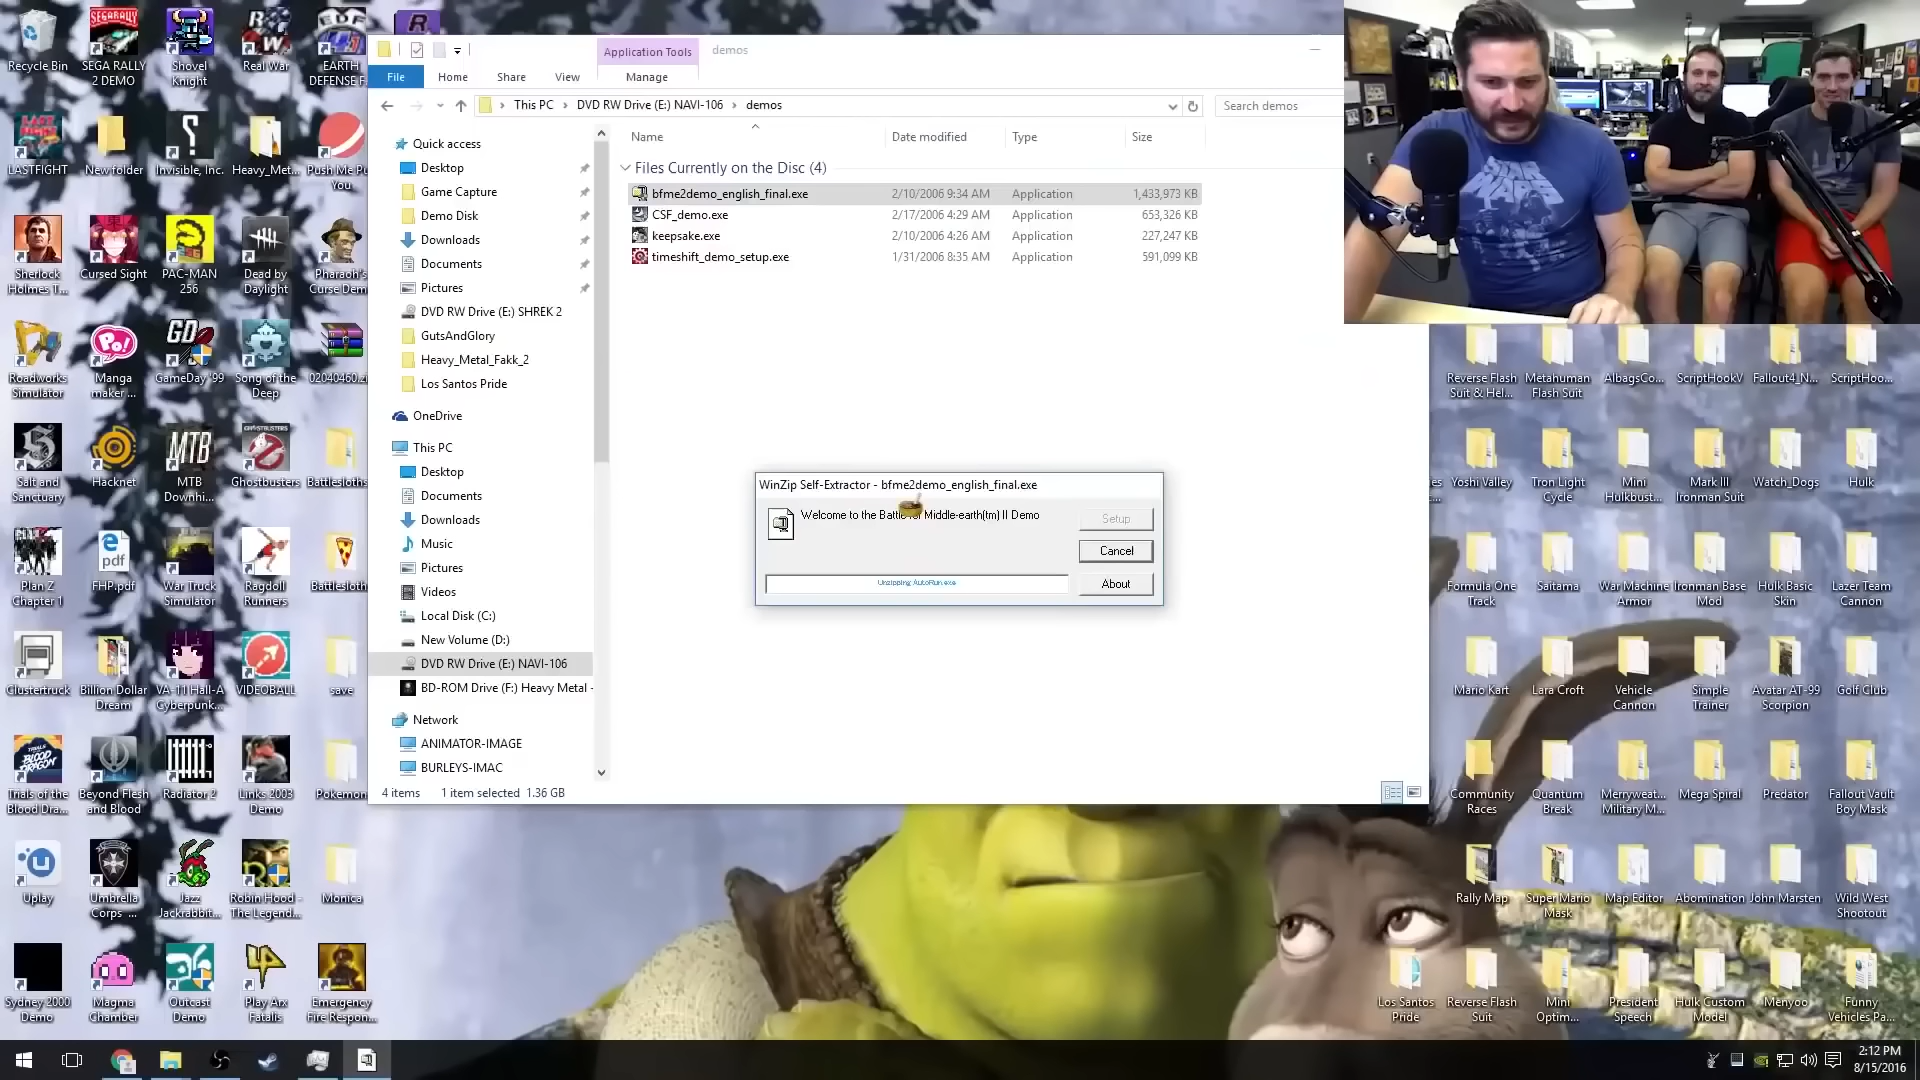 Recycle Bin
SEGA RALLY
2 DEMO
Shovel
Knight
Real War
EARTH
DEFENSE F...
Application Tools
demos
File
Home
Share
View
Manage
This PC
DVD RW Drive (E:) NAVI-106
demos
Search demos
Name
Date modified
Type
Size
Files Currently on the Disc (4)
bfme2demo_english_final.exe 2/10/2006 9:34 AM Application 1,433,973 KB
CSF_demo.exe 2/17/2006 4:29 AM Application 653,326 KB
keepsake.exe 2/10/2006 4:26 AM Application 227,247 KB
timeshift_demo_setup.exe 1/31/2006 8:35 AM Application 591,099 KB
Quick access
Desktop
Game Capture
Demo Disk
Downloads
Documents
Pictures
DVD RW Drive (E:) SHREK 2
GutsAndGlory
Heavy_Metal_Fakk_2
Los Santos Pride
OneDrive
This PC
Desktop
Documents
Downloads
Music
Pictures
Videos
Local Disk (C:)
New Volume (D:)
DVD RW Drive (E:) NAVI-106
BD-ROM Drive (F:) Heavy Metal -
Network
ANIMATOR-IMAGE
BURLEYS-IMAC
4 items 1 item selected 1.36 GB
WinZip Self-Extractor - bfme2demo_english_final.exe
Welcome to the Battle for Middle-earth(tm) II Demo
Setup
Cancel
About
Unzipping AutoRun.exe
LASTFIGHT
New folder
Invisible, Inc.
Heavy_Met...
Push Me Pu
You
Sherlock
Holmes T...
Cursed Sight
PAC-MAN
256
Dead by
Daylight
Pharaoh's
Curse Dem
Roadworks
Simulator
Manga
maker ...
GameDay '99
Song of the
Deep
02040460.zi
Salt and
Sanctuary
Hacknet
MTB
Downhi...
Ghostbusters
Battlesloths
Plan Z
Chapter 1
FHP.pdf
War Truck
Simulator
Ragdoll
Runners
Battlesloth
Clustertruck
Billion Dollar
Dream
VA-11 Hall-A
Cyberpunk...
VIDEOBALL
save
Trials of the
Blood Dra...
Beyond Flesh
and Blood
Radiator 2
Links 2003
Demo
Pokemon
Uplay
Umbrella
Corps ...
Jazz
Jackrabbit...
Robin Hood -
The Legend...
Monica
Sydney 2000
Demo
Magma
Chamber
Outcast
Demo
Play Arx
Fatalis
Emergency
Fire Respon...
STAR WARS
Reverse Flash
Suit & Hel...
Metahuman
Flash Suit
AlbagsCo...
ScriptHookV
Fallout4_N...
ScriptHoo...
Yoshi Valley
Tron Light
Cycle
Mini
Hulkbust...
Mark III
Ironman Suit
Watch_Dogs
Hulk
Formula One
Track
Saitama
War Machine
Armor
Ironman Base
Mod
Hulk Basic
Skin
Lazer Team
Cannon
Mario Kart
Lara Croft
Vehicle
Cannon
Simple
Trainer
Avatar AT-99
Scorpion
Golf Club
Community
Races
Quantum
Break
Merryweat...
Military M...
Mega Spiral
Predator
Fallout Vault
Boy Mask
Rally Map
Super Mario
Mask
Map Editor
Abomination
John Marsten
Wild West
Shootout
Los Santos
Pride
Reverse Flash
Suit
Mini
Optim...
President
Speech
Hulk Custom
Model
Menyoo
Funny
Vehicles Pa...
2:12 PM
8/15/2016